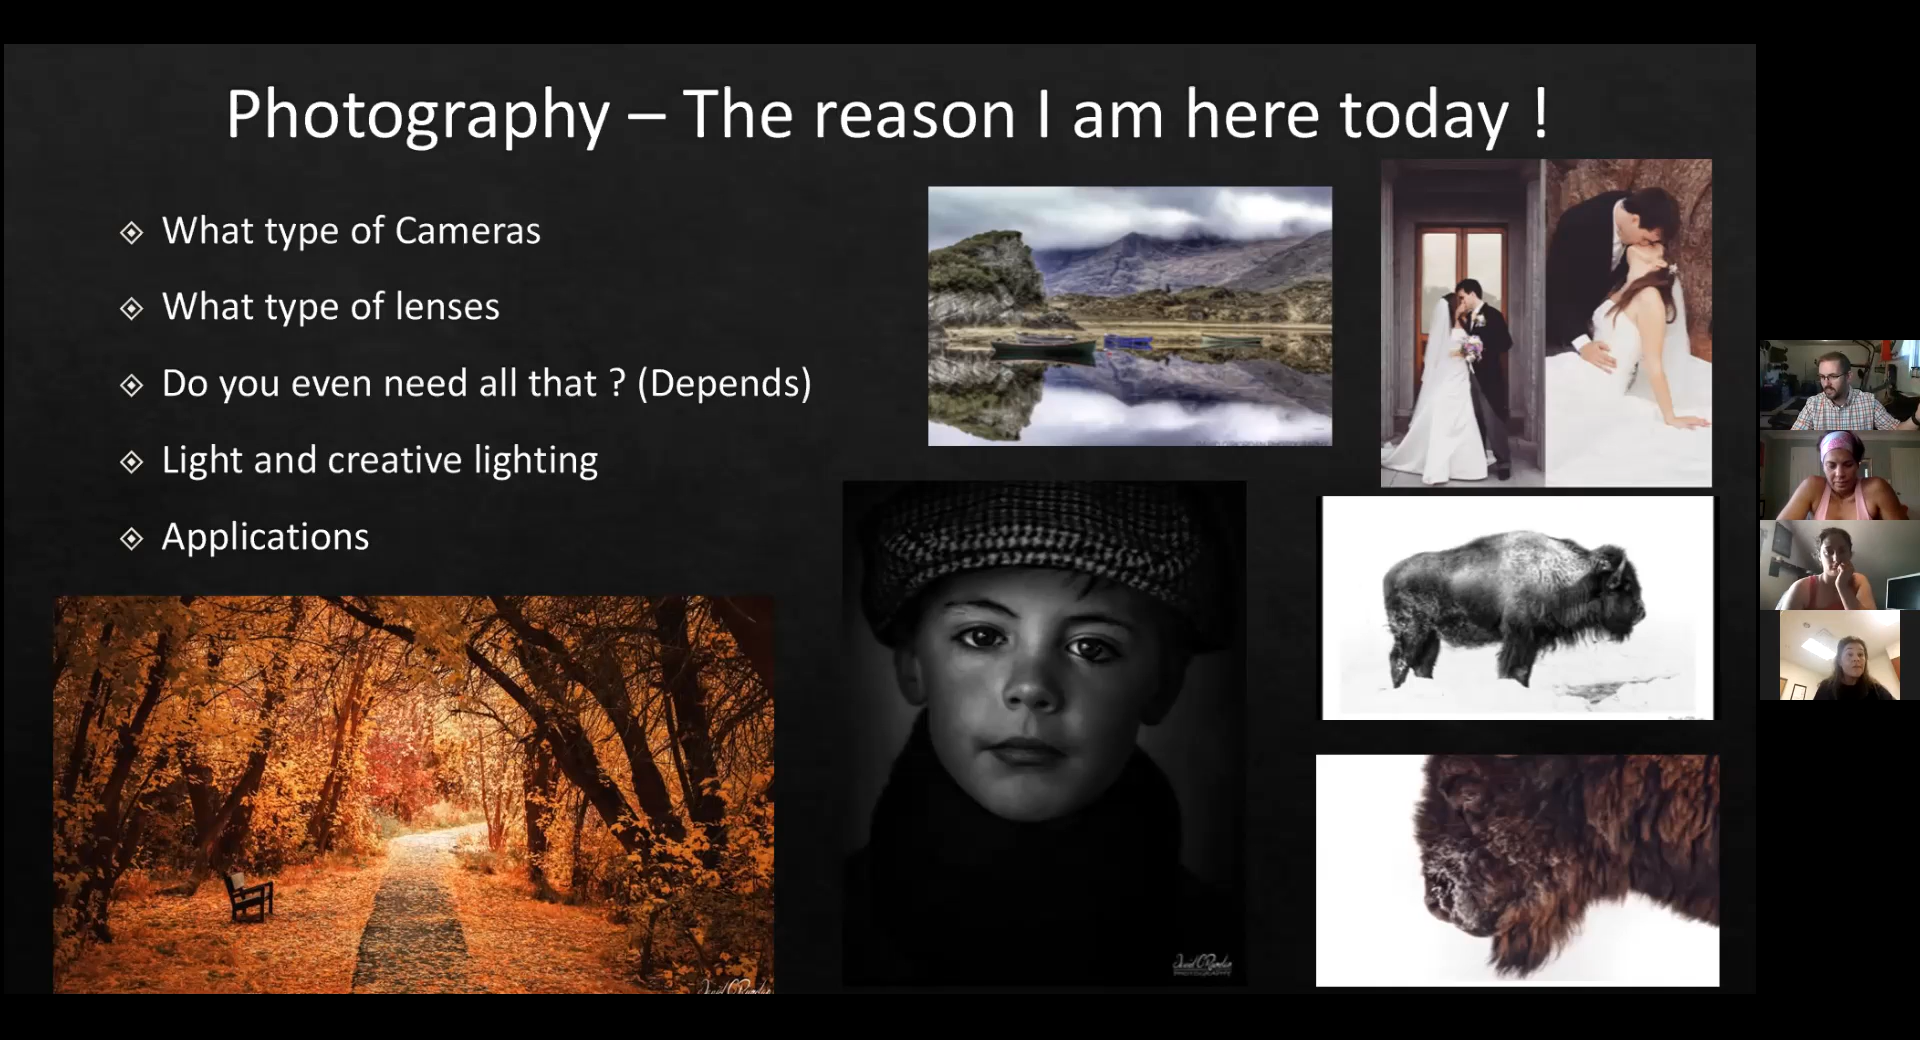 Photography – The reason I am here today !
What type of Cameras
What type of lenses
Do you even need all that ? (Depends)
Light and creative lighting
Applications
PHOTOGRAPHY